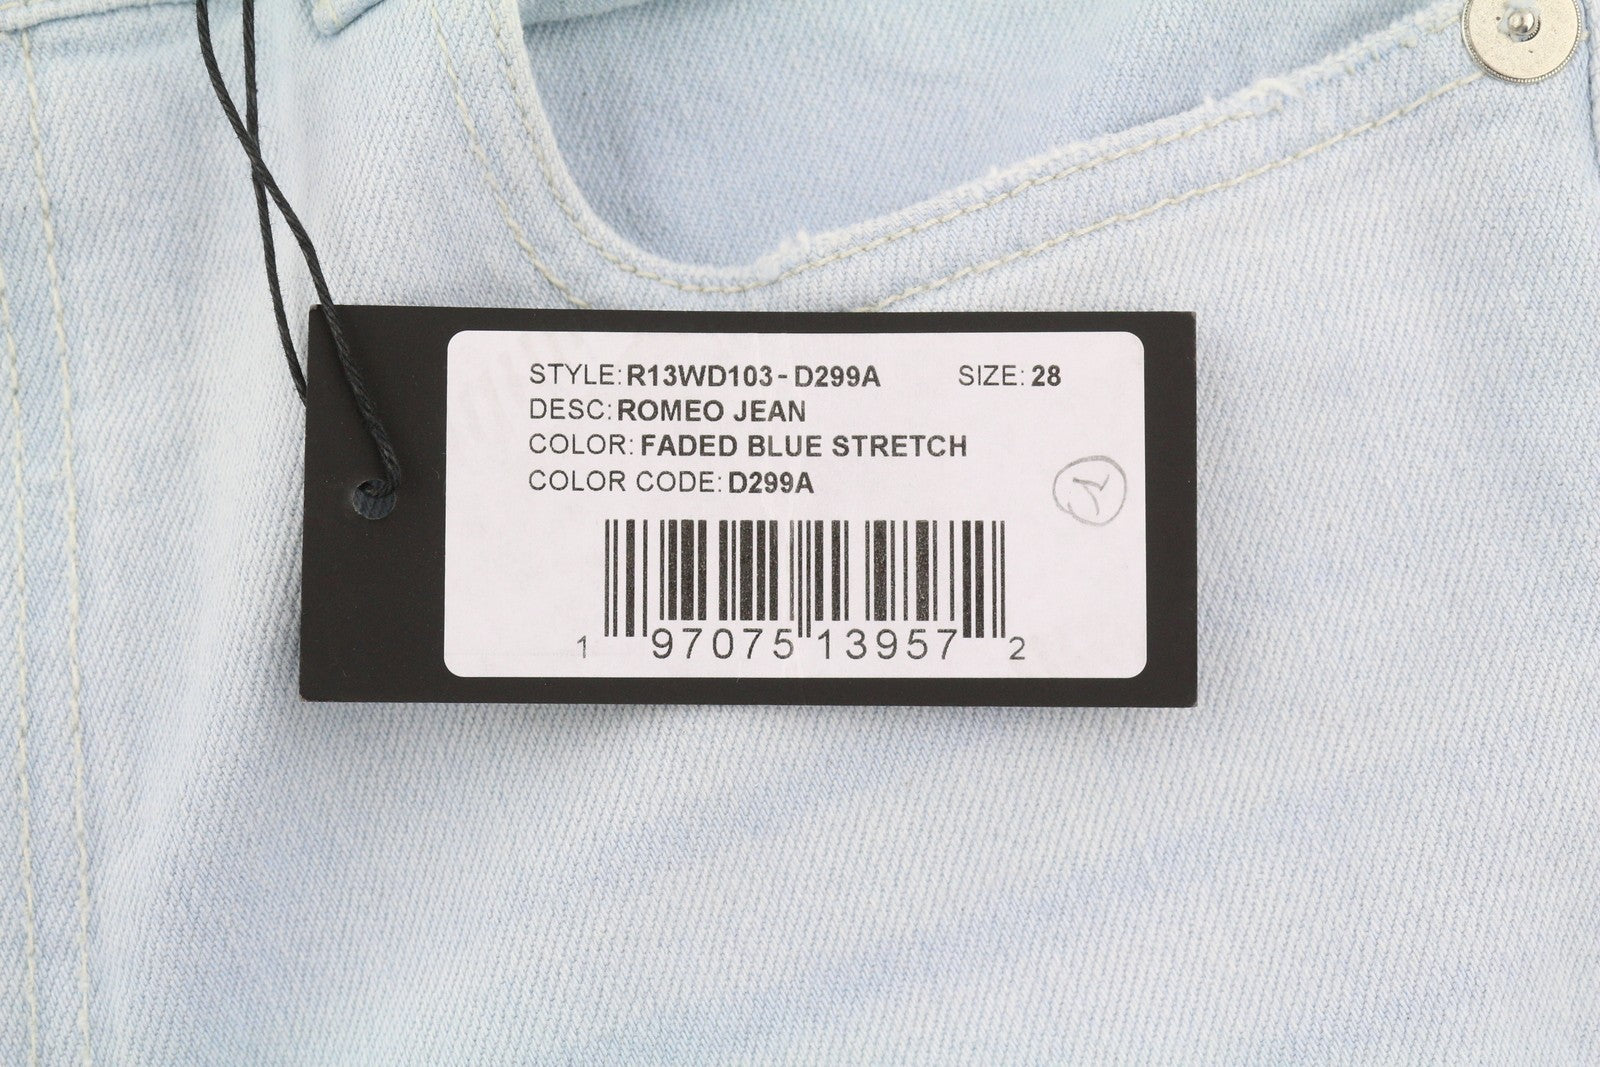 STYLE: R13WD103-D299A SIZE: 28
DESC: ROMEO JEAN
COLOR: FADED BLUE STRETCH
COLOR CODE: D299A
1 97075 13957 2